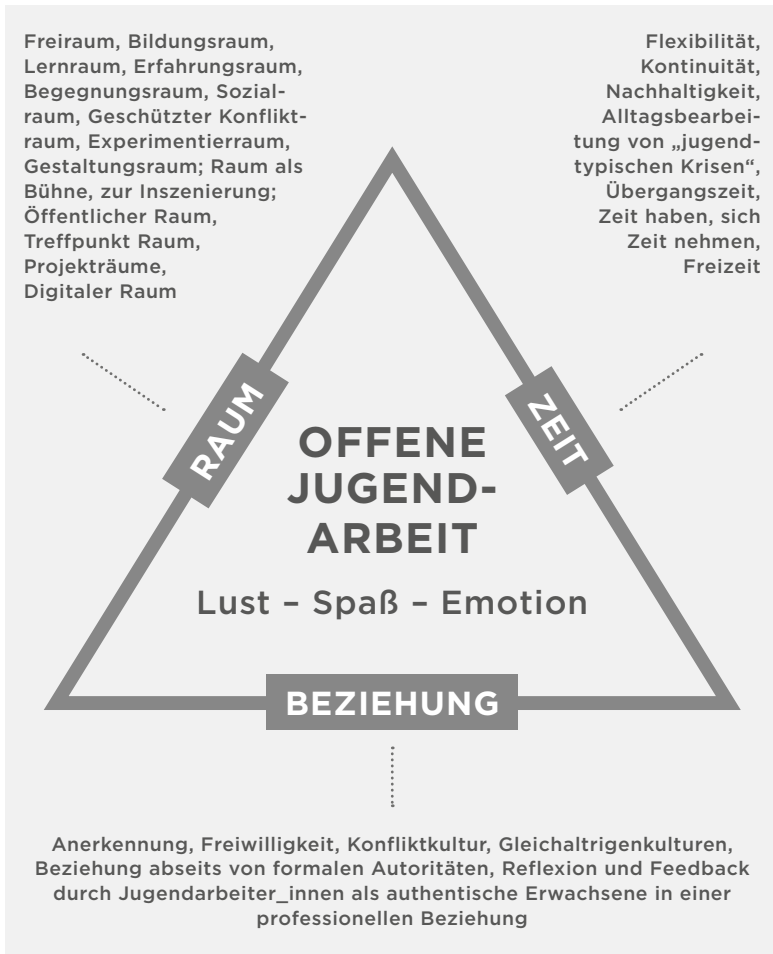 Freiraum, Bildungsraum,
Lernraum, Erfahrungsraum,
Begegnungsraum, Sozial-
raum, Geschützter Konflikt-
raum, Experimentierraum,
Gestaltungsraum; Raum als
Bühne, zur Inszenierung;
Öffentlicher Raum,
Treffpunkt Raum,
Projekträume,
Digitaler Raum
Flexibilität,
Kontinuität,
Nachhaltigkeit,
Alltagsbearbei-
tung von „jugend-
typischen Krisen“,
Übergangszeit,
Zeit haben, sich
Zeit nehmen,
Freizeit
RAUM
ZEIT
OFFENE
JUGEND-
ARBEIT
Lust – Spaß – Emotion
BEZIEHUNG
Anerkennung, Freiwilligkeit, Konfliktkultur, Gleichaltrigenkulturen,
Beziehung abseits von formalen Autoritäten, Reflexion und Feedback
durch Jugendarbeiter_innen als authentische Erwachsene in einer
professionellen Beziehung